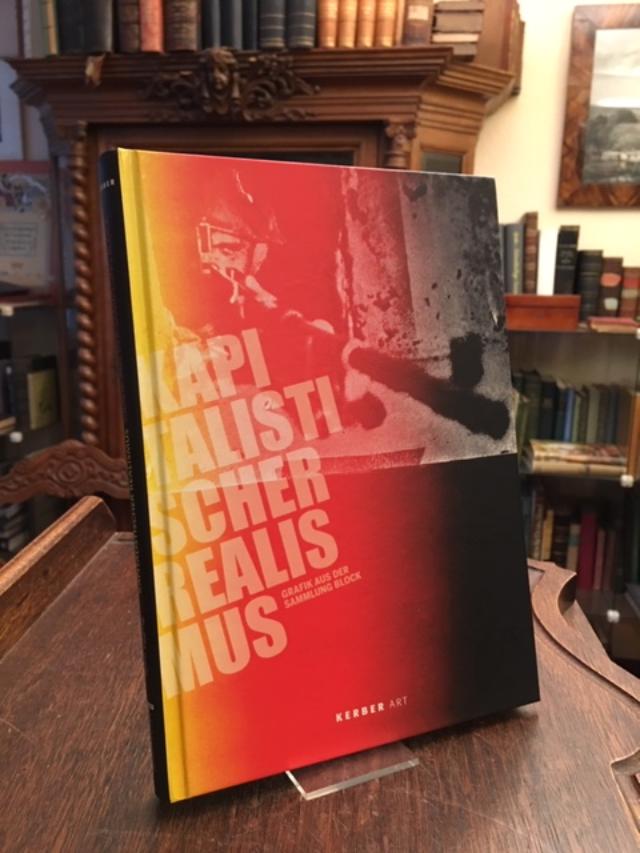 KAPI
TALISTI
SCHER
REALIS
MUS
GRAFIK AUS DER
SAMMLUNG BLOCK
KERBER ART